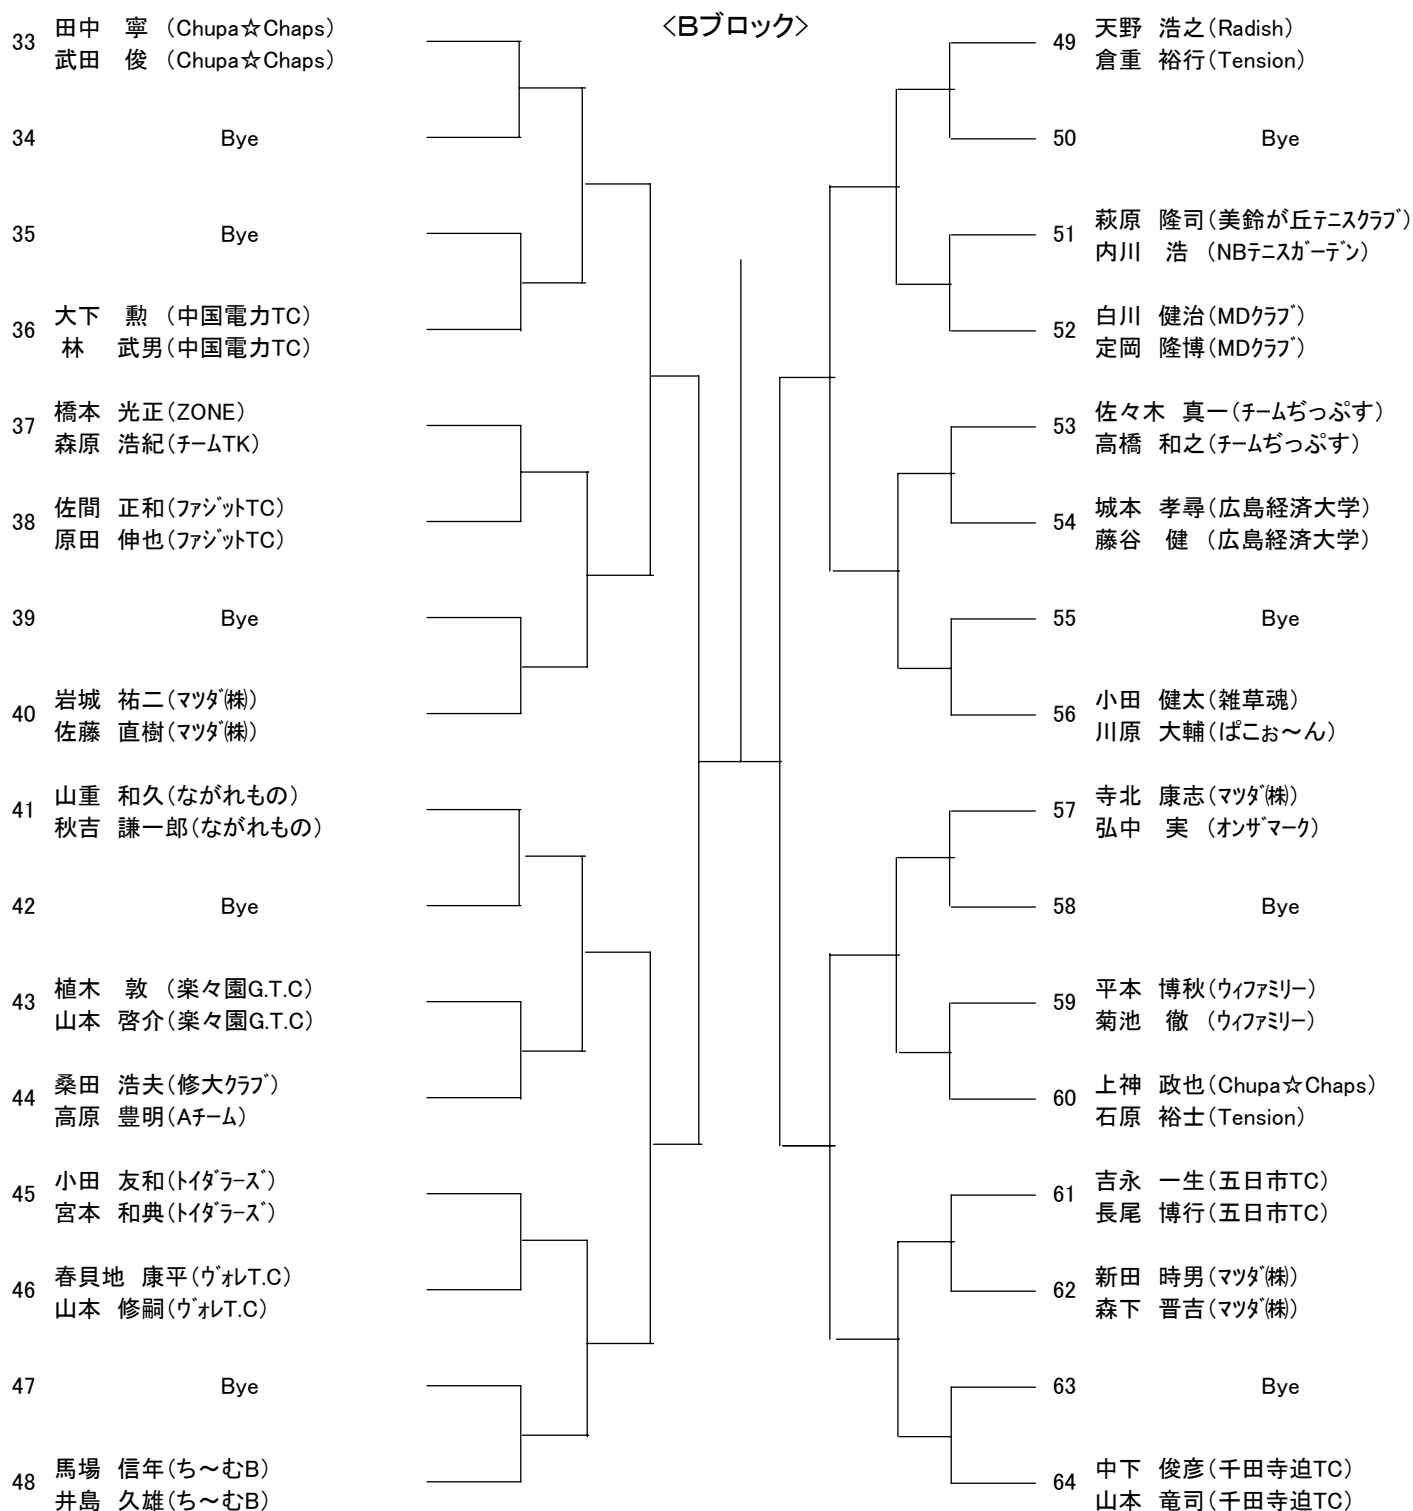 <Bブロック>
33 田中 寧 (Chupa☆Chaps)
武田 俊 (Chupa☆Chaps)
34 Bye
35 Bye
36 大下 勲 (中国電力TC)
林 武男(中国電力TC)
37 橋本 光正(ZONE)
森原 浩紀(ﾁｰﾑTK)
38 佐間 正和(ﾌｧｼﾞｯﾄTC)
原田 伸也(ﾌｧｼﾞｯﾄTC)
39 Bye
40 岩城 祐二(ﾏﾂﾀﾞ㈱)
佐藤 直樹(ﾏﾂﾀﾞ㈱)
41 山重 和久(ながれもの)
秋吉 謙一郎(ながれもの)
42 Bye
43 植木 敦 (楽々園G.T.C)
山本 啓介(楽々園G.T.C)
44 桑田 浩夫(修大ｸﾗﾌﾞ)
高原 豊明(Aﾁｰﾑ)
45 小田 友和(ﾄｲﾀﾞﾗｰｽﾞ)
宮本 和典(ﾄｲﾀﾞﾗｰｽﾞ)
46 春貝地 康平(ｳﾞｫﾚT.C)
山本 修嗣(ｳﾞｫﾚT.C)
47 Bye
48 馬場 信年(ち～むB)
井島 久雄(ち～むB)
49 天野 浩之(Radish)
倉重 裕行(Tension)
50 Bye
51 萩原 隆司(美鈴が丘ﾃﾆｽｸﾗﾌﾞ)
内川 浩 (NBﾃﾆｽｶﾞｰﾃﾞﾝ)
52 白川 健治(MDｸﾗﾌﾞ)
定岡 隆博(MDｸﾗﾌﾞ)
53 佐々木 真一(ﾁｰﾑぢっぷす)
高橋 和之(ﾁｰﾑぢっぷす)
54 城本 孝尋(広島経済大学)
藤谷 健 (広島経済大学)
55 Bye
56 小田 健太(雑草魂)
川原 大輔(ぱこぉ～ん)
57 寺北 康志(ﾏﾂﾀﾞ㈱)
弘中 実 (ｵﾝｻﾞﾏｰｸ)
58 Bye
59 平本 博秋(ｳｨﾌｧﾐﾘｰ)
菊池 徹 (ｳｨﾌｧﾐﾘｰ)
60 上神 政也(Chupa☆Chaps)
石原 裕士(Tension)
61 吉永 一生(五日市TC)
長尾 博行(五日市TC)
62 新田 時男(ﾏﾂﾀﾞ㈱)
森下 晋吉(ﾏﾂﾀﾞ㈱)
63 Bye
64 中下 俊彦(千田寺迫TC)
山本 竜司(千田寺迫TC)